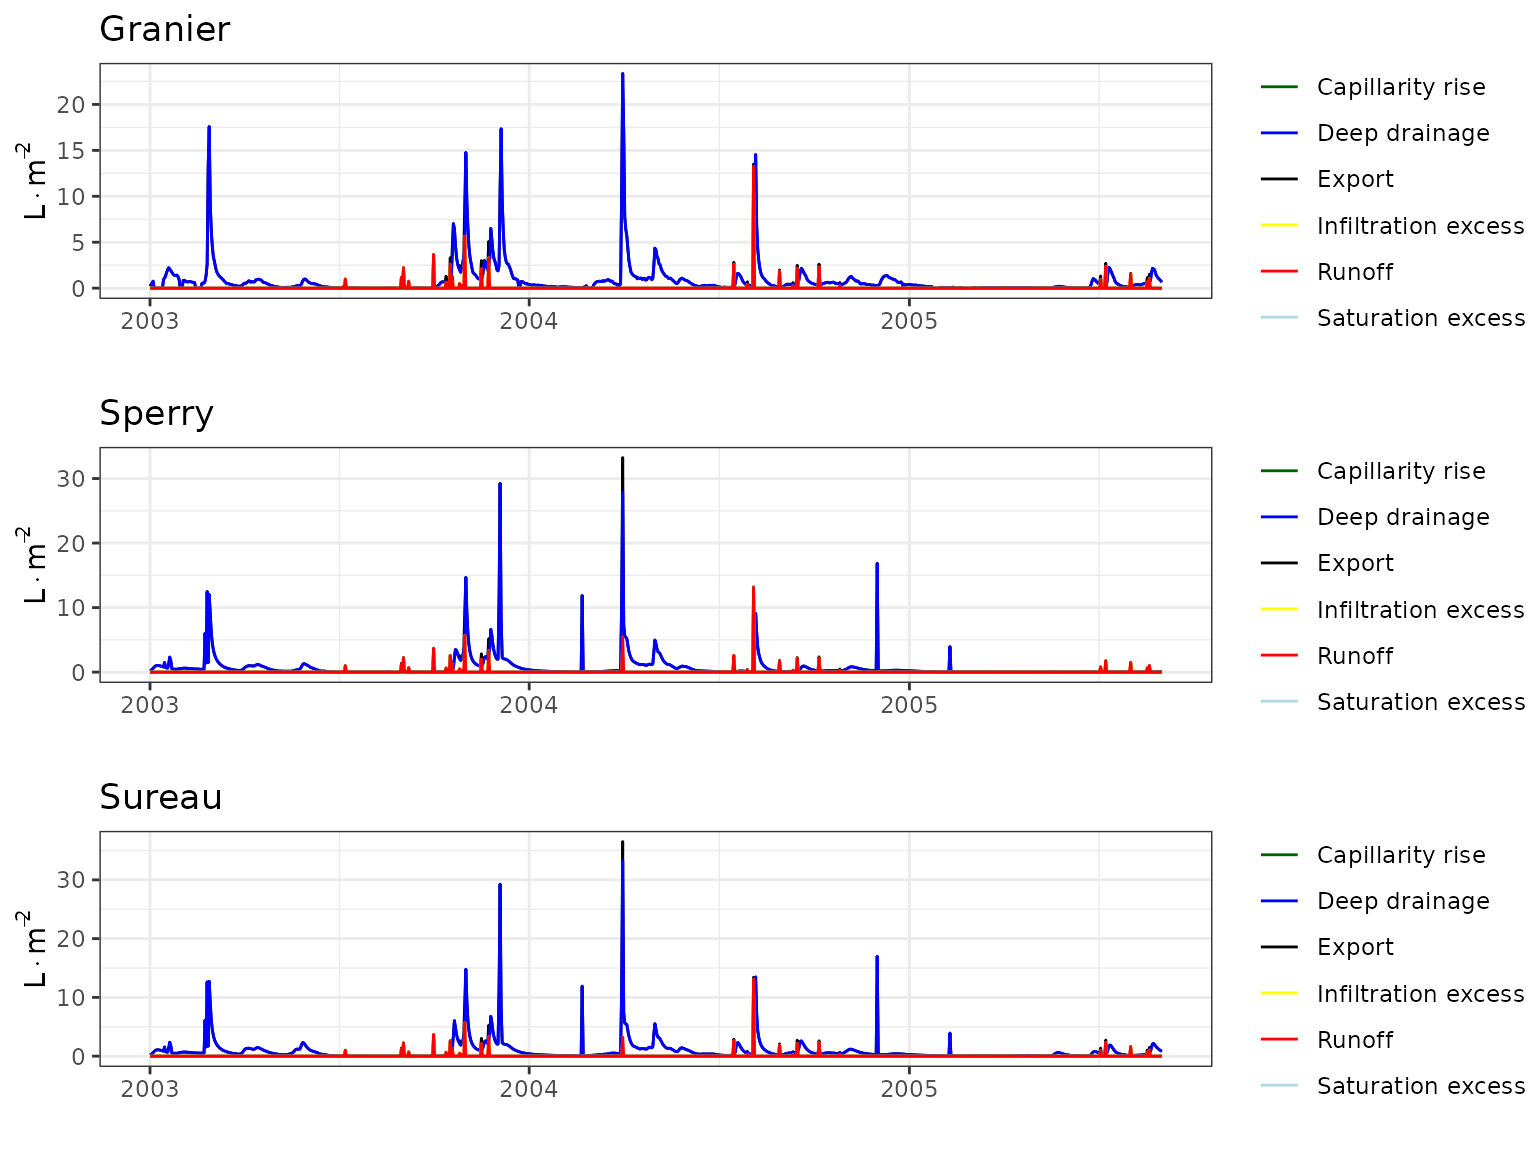 Granier
L·m⁻²
20
15
10
5
0
2003 2004 2005
Capillarity rise
Deep drainage
Export
Infiltration excess
Runoff
Saturation excess
Sperry
L·m⁻²
30
20
10
0
2003 2004 2005
Capillarity rise
Deep drainage
Export
Infiltration excess
Runoff
Saturation excess
Sureau
L·m⁻²
30
20
10
0
2003 2004 2005
Capillarity rise
Deep drainage
Export
Infiltration excess
Runoff
Saturation excess